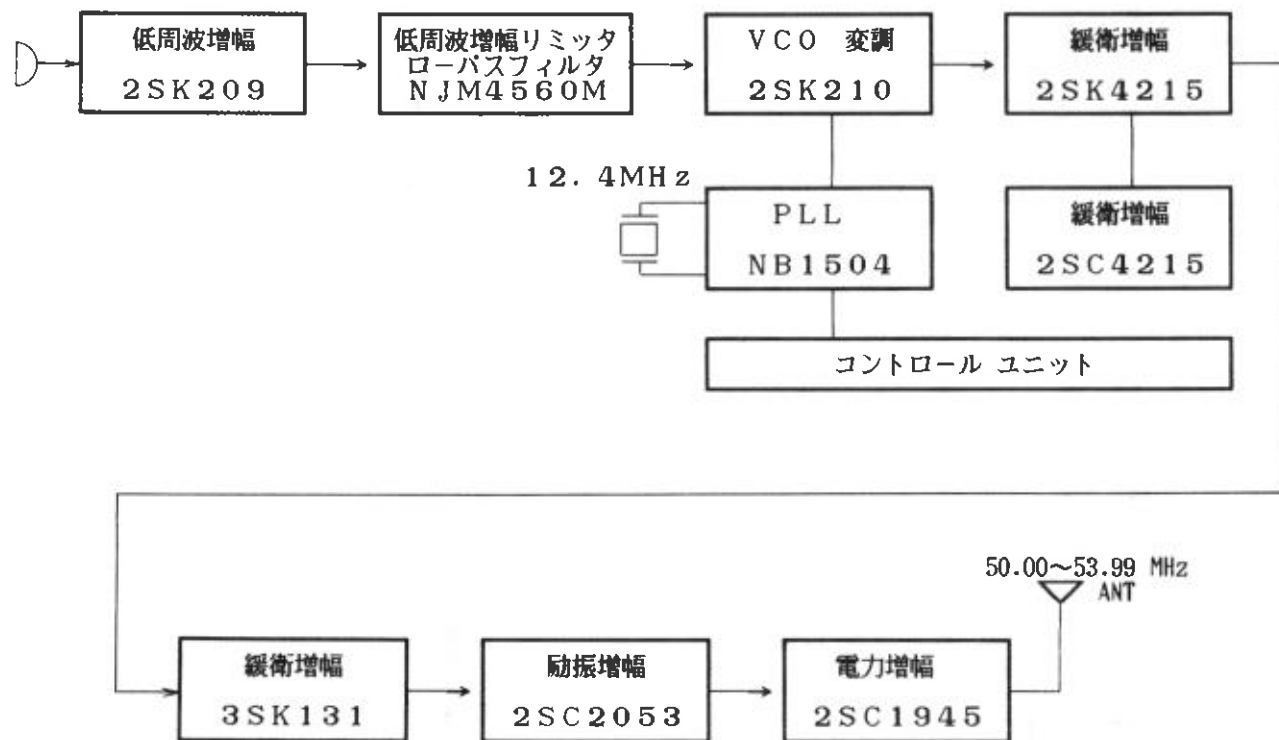 低周波増幅
2SK209
低周波増幅リミッタ
ローパスフィルタ
NJM4560M
VCO 変調
2SK210
緩衛増幅
2SK4215
12.4MHz
PLL
NB1504
緩衛増幅
2SC4215
コントロール ユニット
50.00～53.99 MHz
ANT
緩衛増幅
3SK131
励振増幅
2SC2053
電力増幅
2SC1945